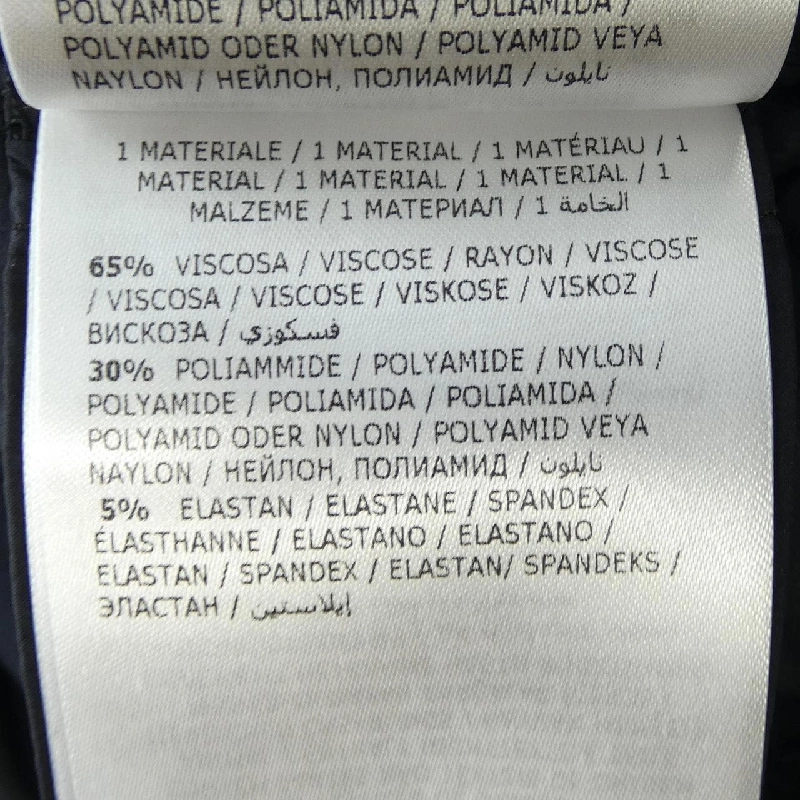 POLYAMIDE / POLIAMIDA / POLIAMIDA /
POLYAMID ODER NYLON / POLYAMID VEYA
NAYLON / НЕЙЛОН, ПОЛИАМИД / نايلون
1 MATERIALE / 1 MATERIAL / 1 MATÉRIAU / 1
MATERIAL / 1 MATERIAL / 1 MATERIAL / 1
MALZEME / 1 МАТЕРИАЛ / 1 الخامة
65% VISCOSA / VISCOSE / RAYON / VISCOSE
/ VISCOSA / VISCOSE / VISKOSE / VISKOZ /
ВИСКОЗА / فسكوزي
30% POLIAMMIDE / POLYAMIDE / NYLON /
POLYAMIDE / POLIAMIDA / POLIAMIDA /
POLYAMID ODER NYLON / POLYAMID VEYA
NAYLON / НЕЙЛОН, ПОЛИАМИД / نايلون
5% ELASTAN / ELASTANE / SPANDEX /
ÉLASTHANNE / ELASTANO / ELASTANO /
ELASTAN / SPANDEX / ELASTAN/ SPANDEKS /
ЭЛАСТАН / إيلاستين